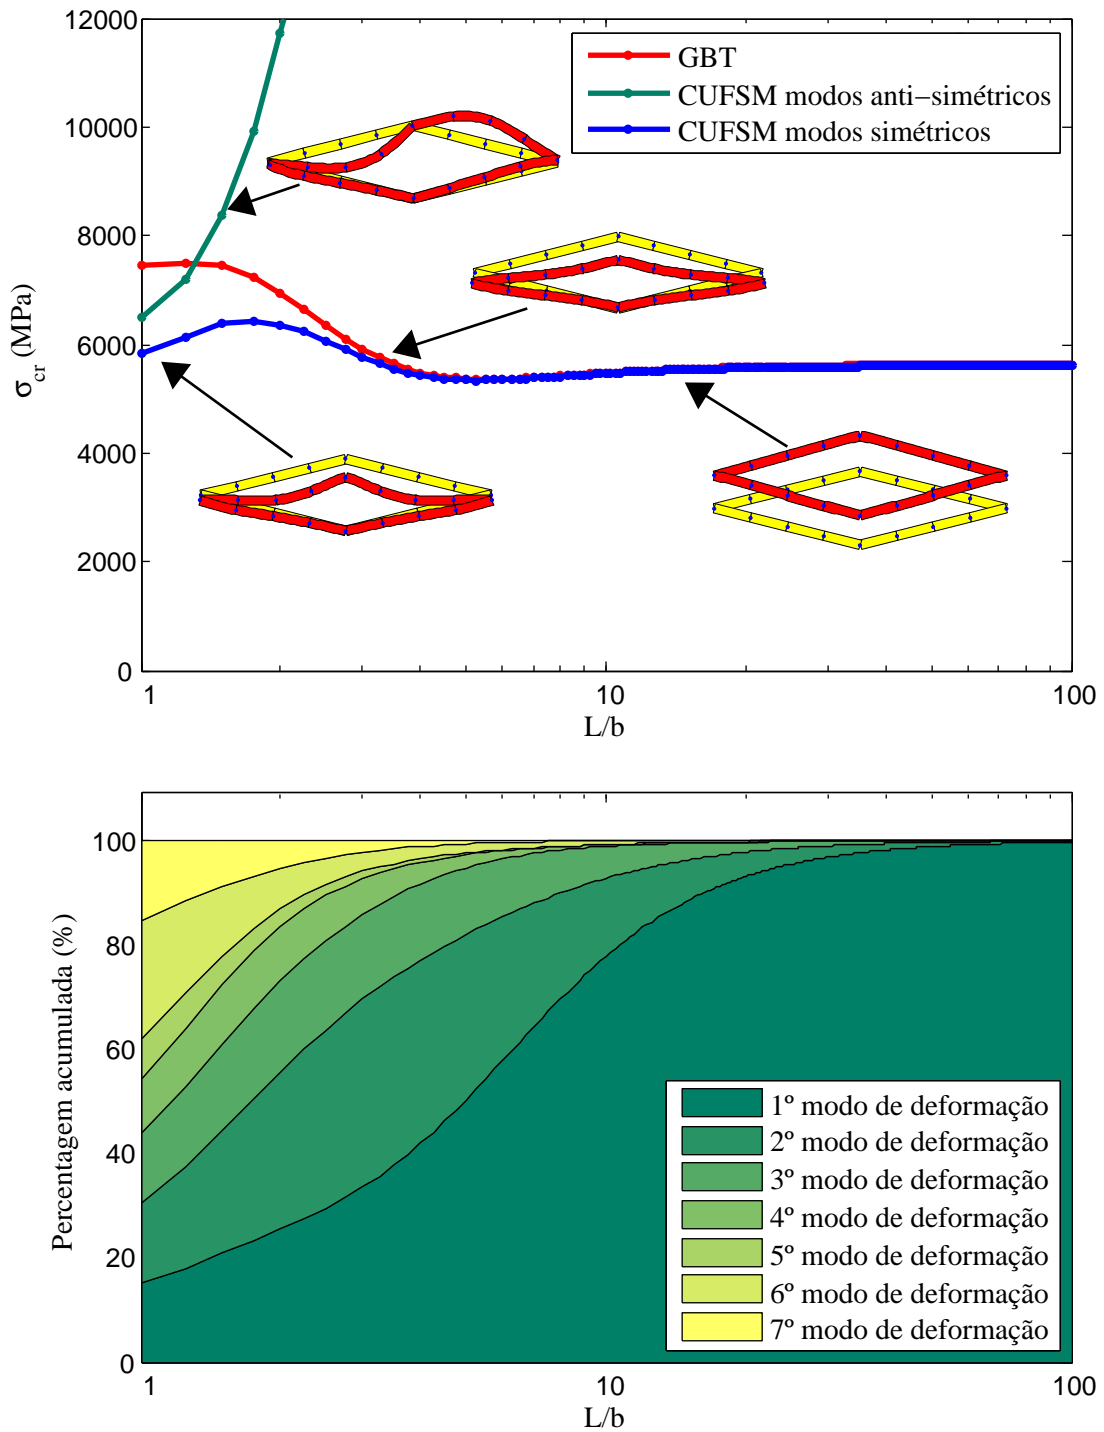 12000
10000
8000
6000
4000
2000
0
σcr (MPa)
GBT
CUFSM modos anti−simétricos
CUFSM modos simétricos
1
10
100
L/b
100
80
60
40
20
0
Percentagem acumulada (%)
1º modo de deformação
2º modo de deformação
3º modo de deformação
4º modo de deformação
5º modo de deformação
6º modo de deformação
7º modo de deformação
1
10
100
L/b